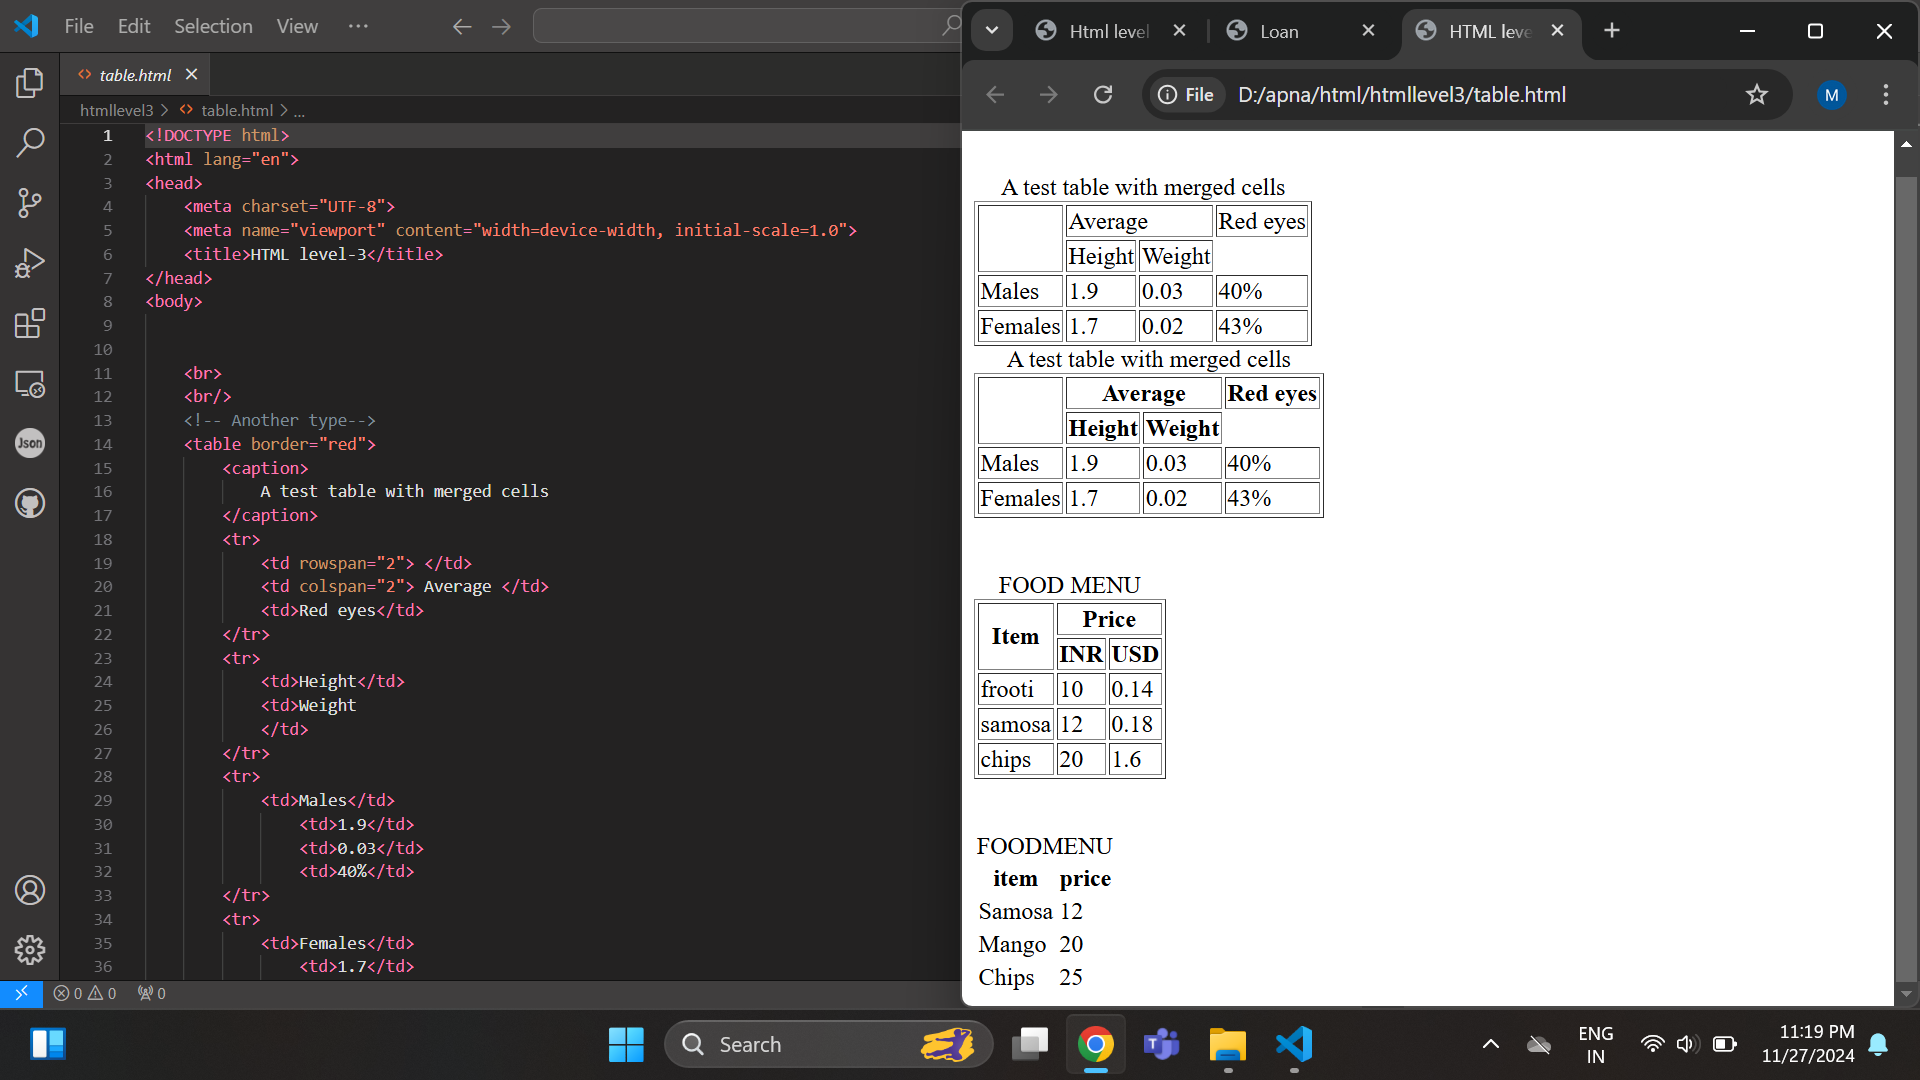 File Edit Selection View ...
table.html
htmllevel3 > table.html > ...
1 <!DOCTYPE html>
2 <html lang="en">
3 <head>
4 <meta charset="UTF-8">
5 <meta name="viewport" content="width=device-width, initial-scale=1.0">
6 <title>HTML level-3</title>
7 </head>
8 <body>
9
10
11 <br>
12 <br/>
13 <!-- Another type-->
14 <table border="red">
15 <caption>
16 A test table with merged cells
17 </caption>
18 <tr>
19 <td rowspan="2"> </td>
20 <td colspan="2"> Average </td>
21 <td>Red eyes</td>
22 </tr>
23 <tr>
24 <td>Height</td>
25 <td>Weight
26 </td>
27 </tr>
28 <tr>
29 <td>Males</td>
30 <td>1.9</td>
31 <td>0.03</td>
32 <td>40%</td>
33 </tr>
34 <tr>
35 <td>Females</td>
36 <td>1.7</td>
Json
0 0 0
Html level
Loan
HTML leve
File D:/apna/html/htmllevel3/table.html
M
A test table with merged cells
Average Red eyes
Height Weight
Males 1.9 0.03 40%
Females 1.7 0.02 43%
A test table with merged cells
Average Red eyes
Height Weight
Males 1.9 0.03 40%
Females 1.7 0.02 43%
FOOD MENU
Item Price
INR USD
frooti 10 0.14
samosa 12 0.18
chips 20 1.6
FOODMENU
item price
Samosa 12
Mango 20
Chips 25
Search
ENG
IN
11:19 PM
11/27/2024